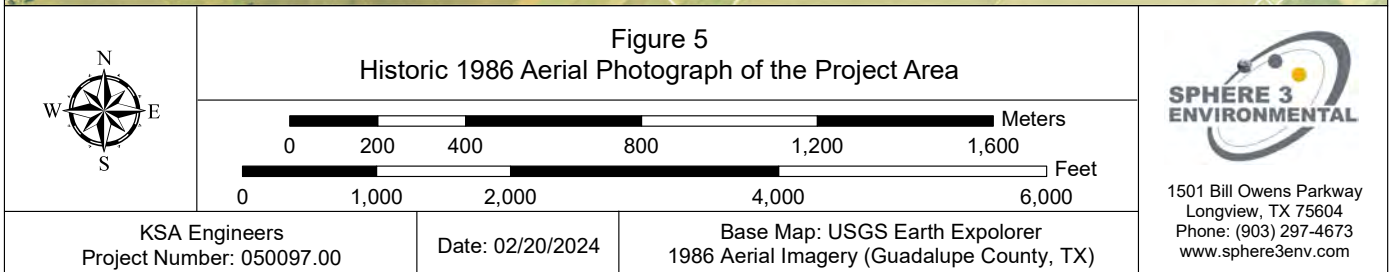 N
W E
S
Figure 5
Historic 1986 Aerial Photograph of the Project Area
Meters
0 200 400 800 1,200 1,600
Feet
0 1,000 2,000 4,000 6,000
KSA Engineers
Project Number: 050097.00
Date: 02/20/2024
Base Map: USGS Earth Expolorer
1986 Aerial Imagery (Guadalupe County, TX)
SPHERE 3
ENVIRONMENTAL
1501 Bill Owens Parkway
Longview, TX 75604
Phone: (903) 297-4673
www.sphere3env.com